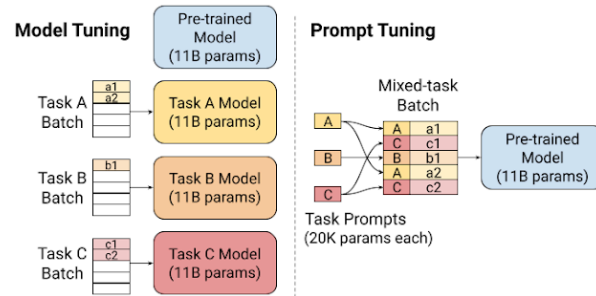 Model Tuning
Pre-trained
Model
(11B params)
Task A
Batch
a1
a2
Task A Model
(11B params)
Task B
Batch
b1
Task B Model
(11B params)
Task C
Batch
c1
c2
Task C Model
(11B params)
Prompt Tuning
Mixed-task
Batch
A
B
C
A a1
C c1
B b1
A a2
C c2
Task Prompts
(20K params each)
Pre-trained
Model
(11B params)